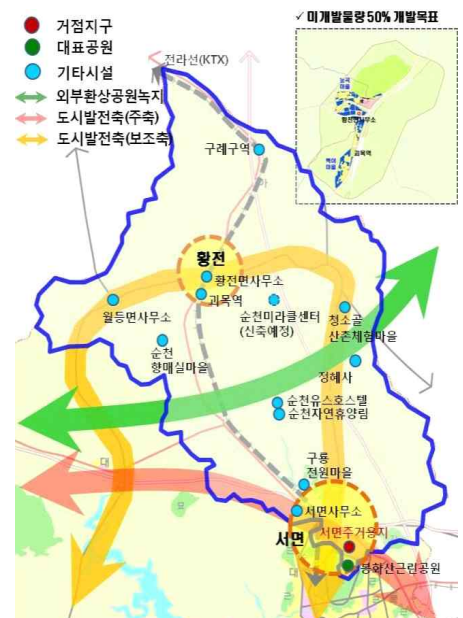 거점지구
대표공원
기타시설
외부환상공원녹지
도시발전축(주축)
도시발전축(보조축)
✓ 미개발물량 50% 개발목표
황전면사무소
괴목역
전라선(KTX)
구례구역
황전
황전면사무소
괴목역
월등면사무소
순천미라클센터
(신축예정)
청소골
산촌체험마을
순천
향매실마을
정혜사
순천유스호스텔
순천자연휴양림
구룡
전원마을
서면사무소
서면
서면주거용지
봉화산근린공원